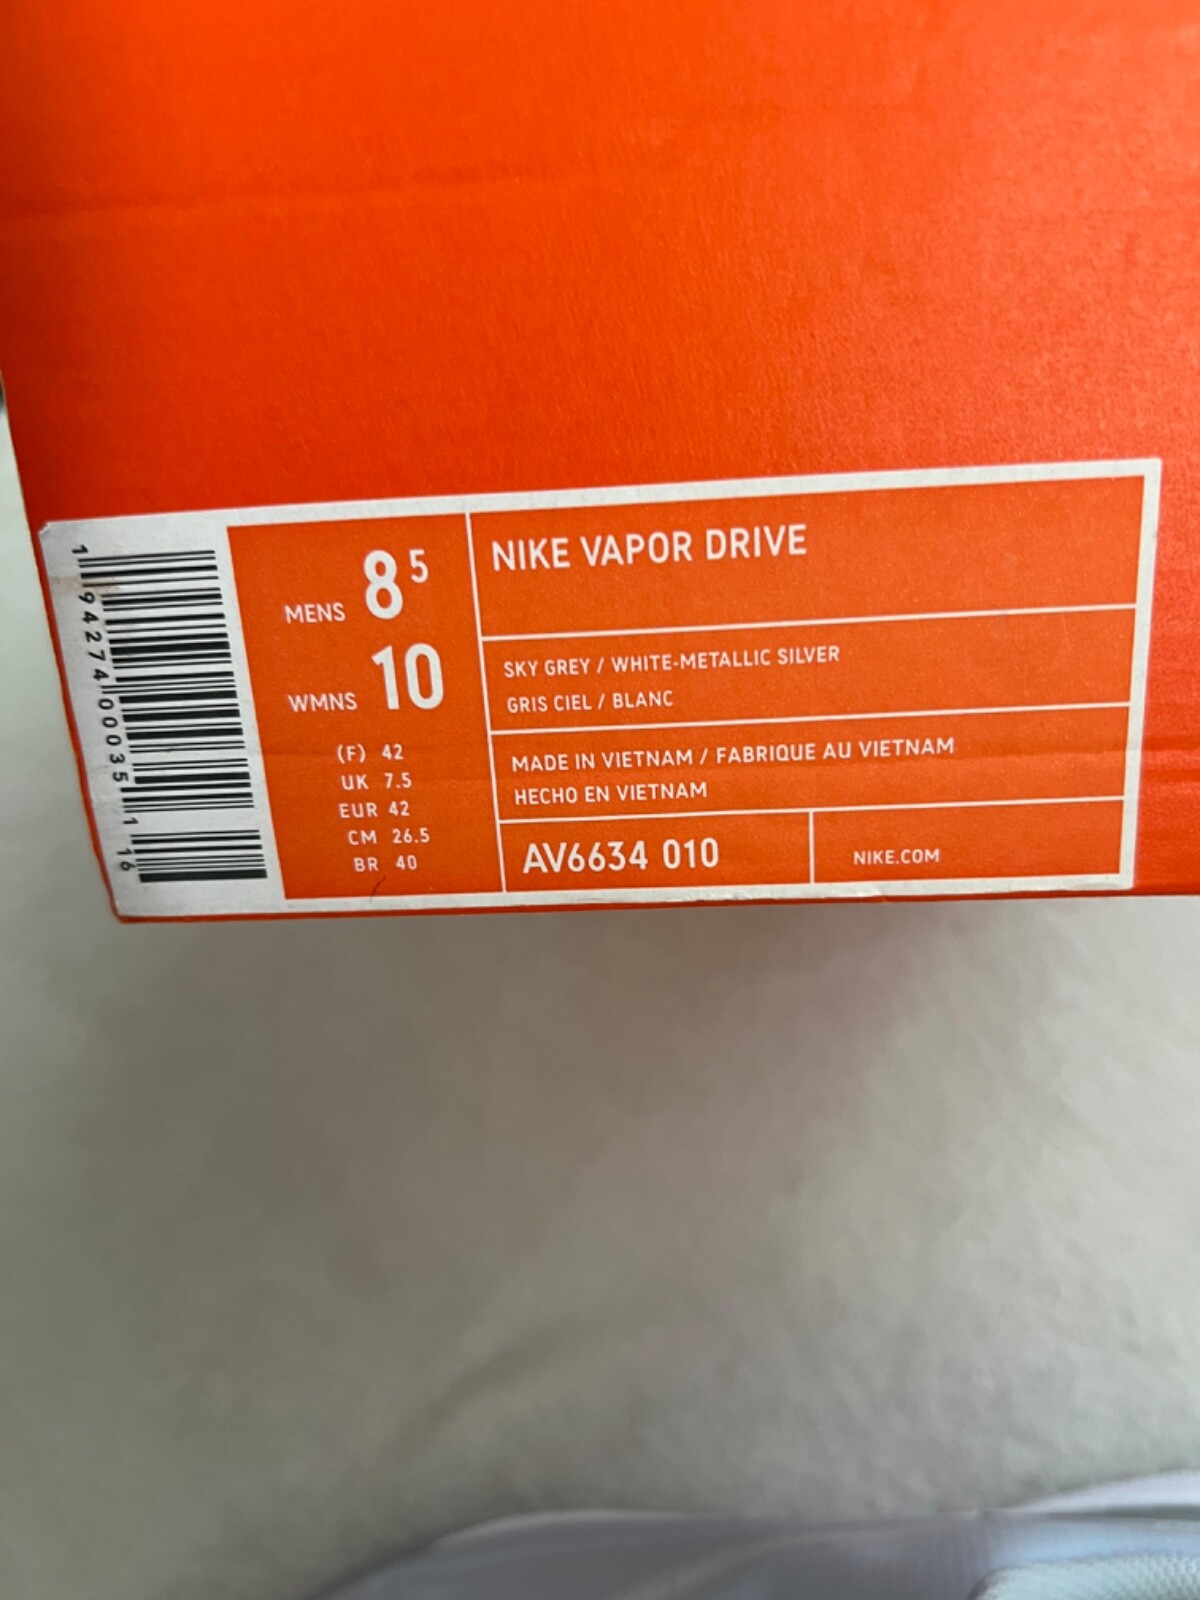 1 94274 00035 1 16
MENS 8 5
WMNS 10
(F) 42
UK 7.5
EUR 42
CM 26.5
BR 40
NIKE VAPOR DRIVE
SKY GREY / WHITE-METALLIC SILVER
GRIS CIEL / BLANC
MADE IN VIETNAM / FABRIQUE AU VIETNAM
HECHO EN VIETNAM
AV6634 010
NIKE.COM